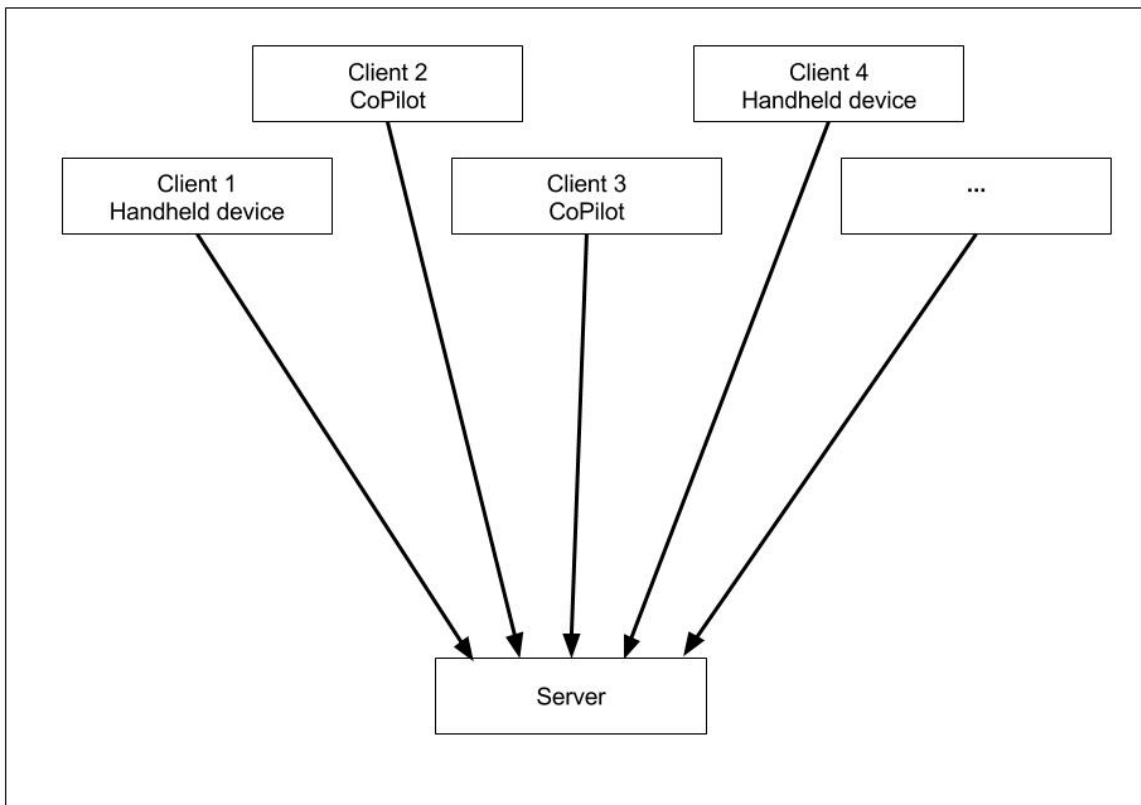 Client 2
CoPilot
Client 4
Handheld device
Client 1
Handheld device
Client 3
CoPilot
...
Server